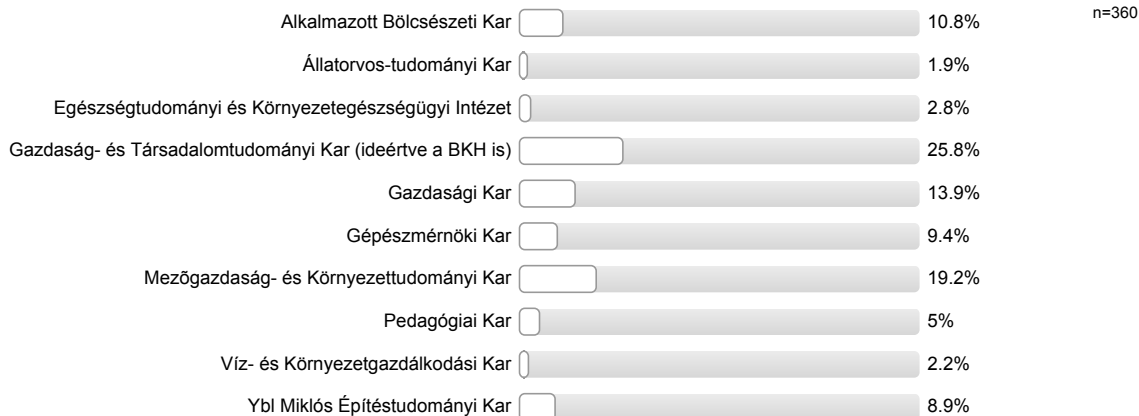 Alkalmazott Bölcsészeti Kar 10.8% n=360
Állatorvos-tudományi Kar 1.9%
Egészségtudományi és Környezetegészségügyi Intézet 2.8%
Gazdaság- és Társadalomtudományi Kar (ideértve a BKH is) 25.8%
Gazdasági Kar 13.9%
Gépészmérnöki Kar 9.4%
Mezõgazdaság- és Környezettudományi Kar 19.2%
Pedagógiai Kar 5%
Víz- és Környezetgazdálkodási Kar 2.2%
Ybl Miklós Építéstudományi Kar 8.9%